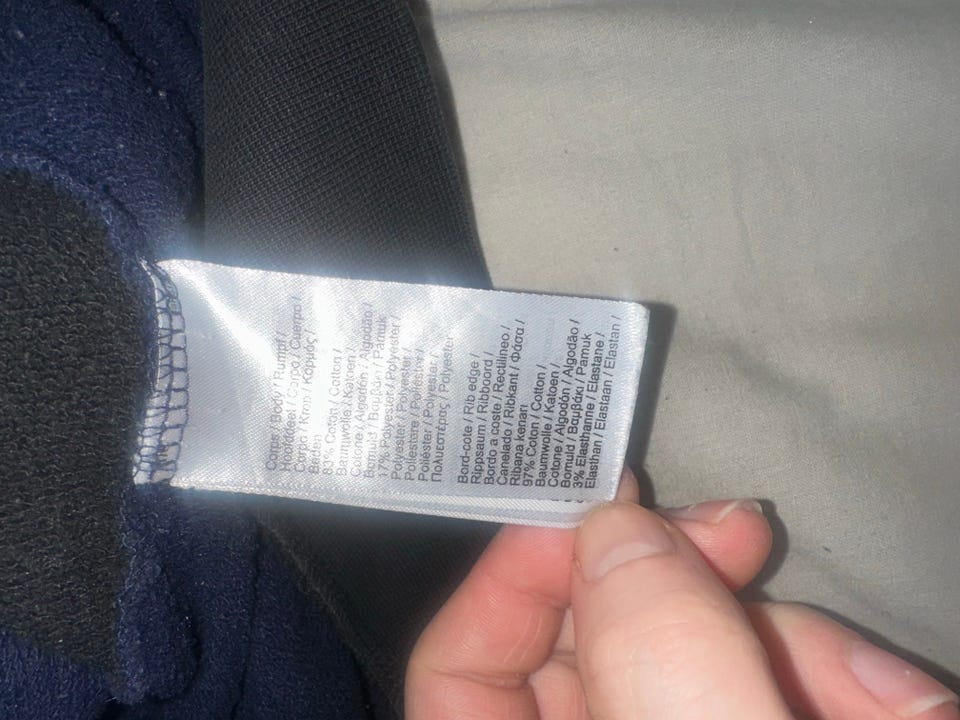 Corps / Body / Rumpf /
Hoofddeel / Corpo / Cuerpo /
Corpo / Krop / Κορμός /
Beden
83% Coton / Cotton /
Baumwolle / Katoen /
Cotone / Algodón / Algodão /
Bomuld / Βαμβάκι / Pamuk
17% Polyester / Polyester /
Polyester / Polyester /
Poliestere / Poliéster /
Poliéster / Polyester /
Πολυεστέρας / Polyester
Bord-cote / Rib edge /
Rippsaum / Ribboord /
Bordo a coste / Rectilineo /
Canelado / Ribkant / Φάσα /
Ribana kenarı
97% Coton / Cotton /
Baumwolle / Katoen /
Cotone / Algodón / Algodão /
Bomuld / Βαμβάκι / Pamuk
3% Elasthanne / Elastane /
Elasthan / Elastaan / Elastan /